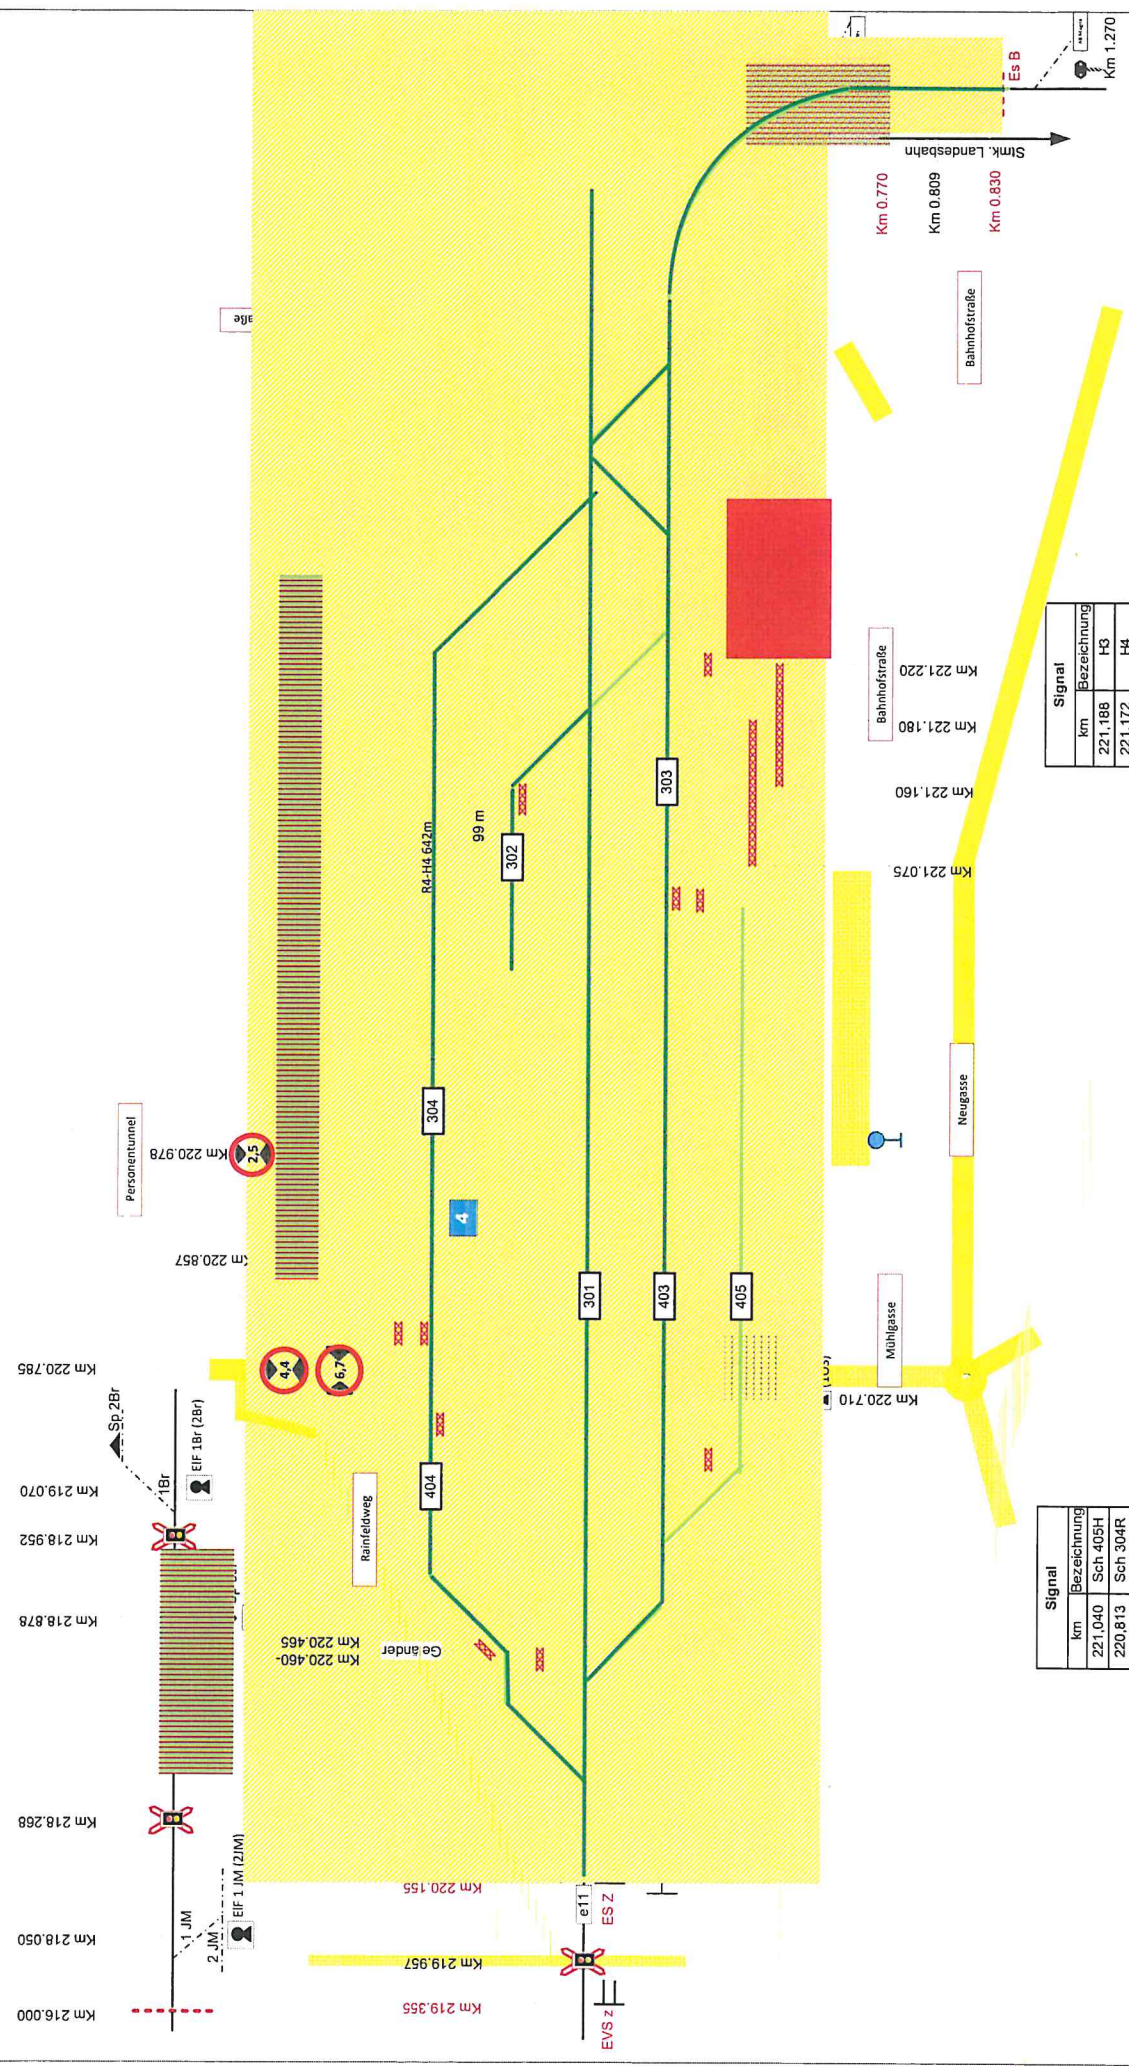 Km 216.000
Km 218.050
Km 218.268
Km 218.878
Km 218.952
Km 219.070
Km 220.785
1 JM
2 JM
EIF 1 JM (2JM)
1Br
Sp 2Br
EIF 1Br (2Br)
Personentunnel
Km 220.978
2,5
Km 220.857
4,4
6,7
Rainfeldweg
Km 220.460-
Km 220.465
Geländer
Km 219.355
Km 219.957
Km 220.155
EVS z
e11
ES Z
404
304
R4-H4 642m
4
302
99 m
301
403
303
405
Km 220.710
Mühlgasse
Neugasse
Km 221.075
Km 221.160
Km 221.180
Km 221.220
Bahnhofstraße
Bahnhofstraße
Km 0.770
Km 0.809
Km 0.830
Stmk. Landesbahn
Es B
Km 1.270
Signal
km Bezeichnung
221,040 Sch 405H
220,813 Sch 304R
Signal
km Bezeichnung
221,188 H3
221,172 H4